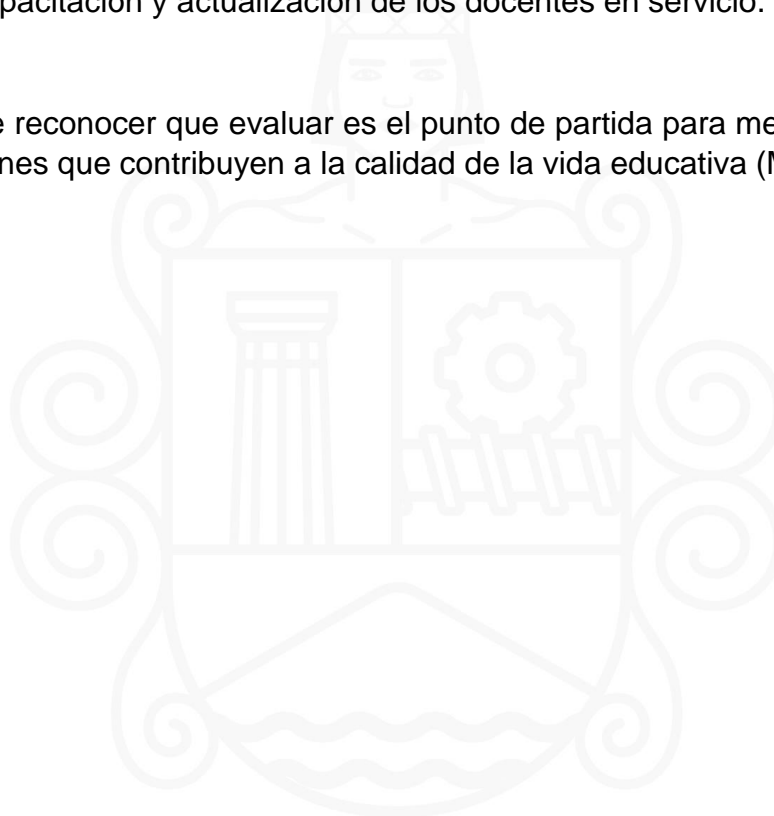 pacitación y actualización de los docentes en servicio.
e reconocer que evaluar es el punto de partida para me
nes que contribuyen a la calidad de la vida educativa (M